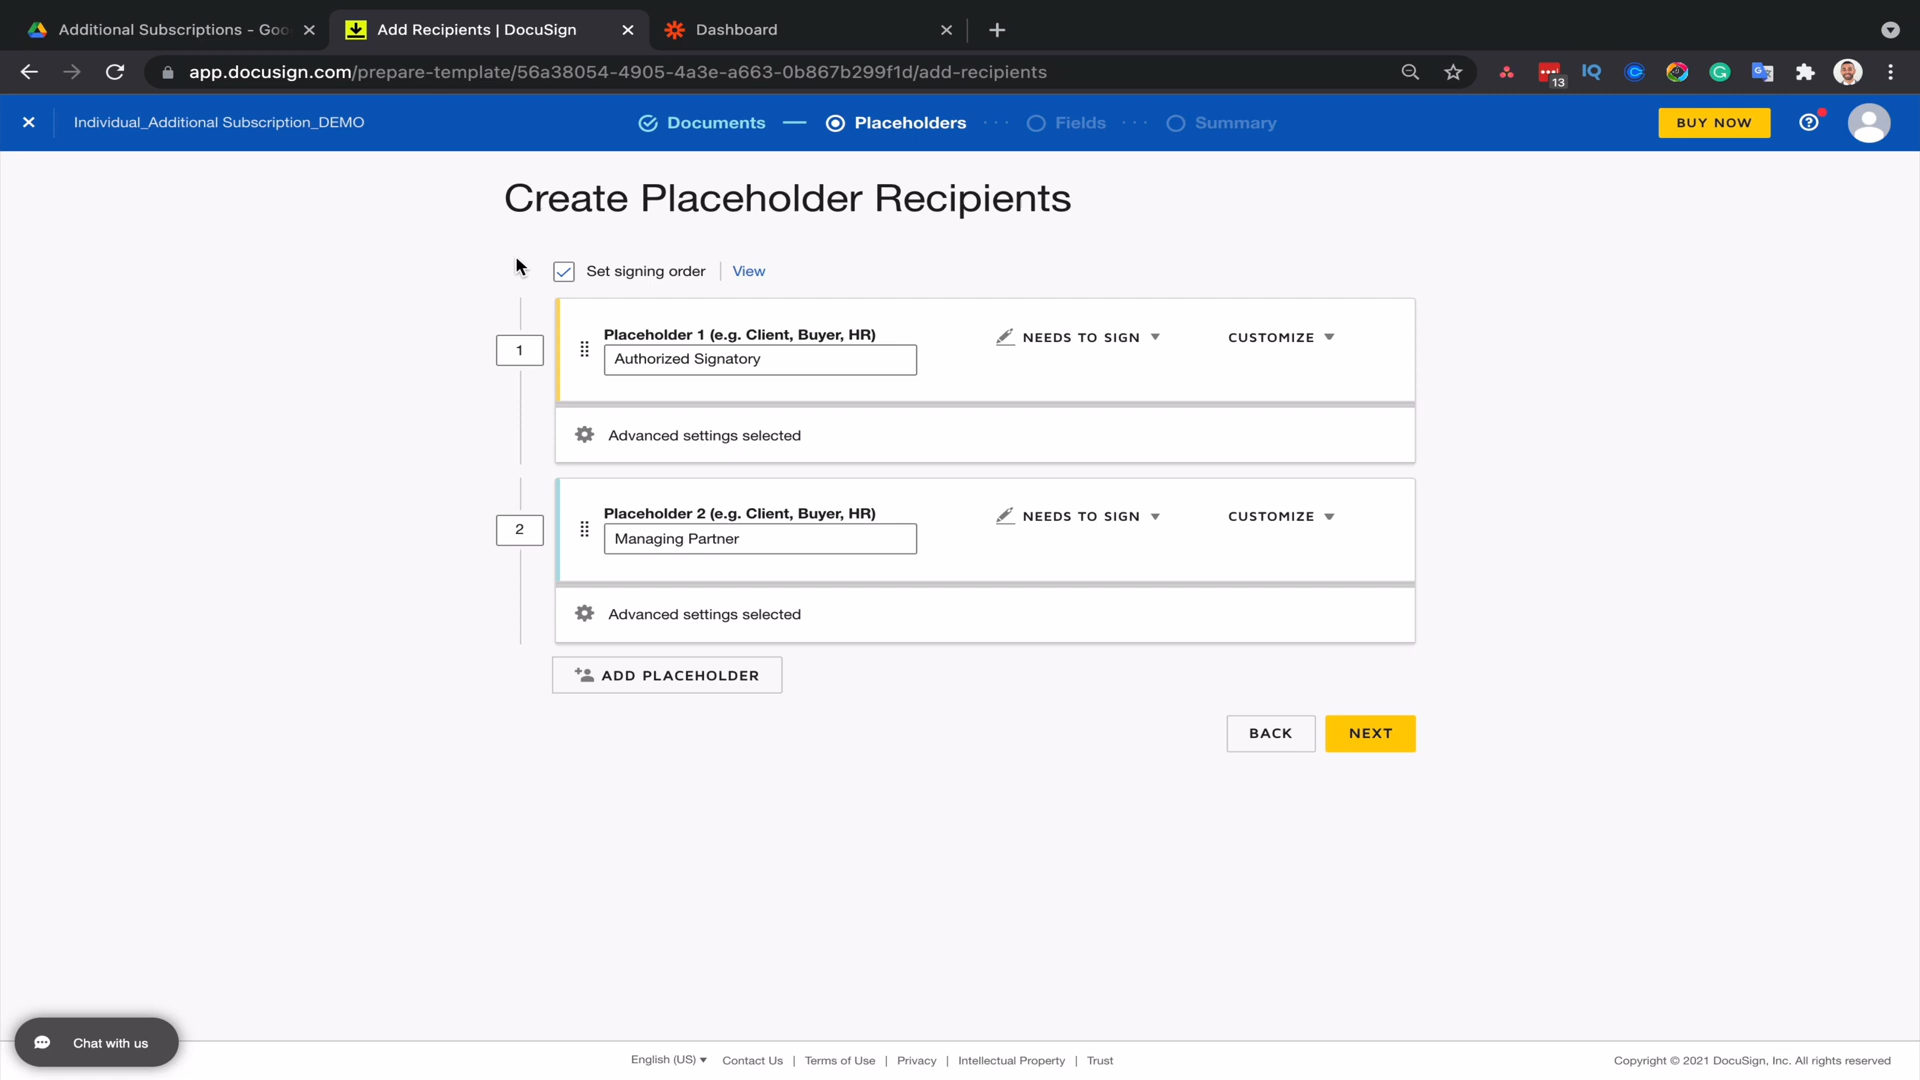 Additional Subscriptions - Goo
Add Recipients | DocuSign
Dashboard
app.docusign.com/prepare-template/56a38054-4905-4a3e-a663-0b867b299f1d/add-recipients
13
IQ
Individual_Additional Subscription_DEMO
Documents
Placeholders
Fields
Summary
BUY NOW
Create Placeholder Recipients
Set signing order | View
1
Placeholder 1 (e.g. Client, Buyer, HR)
Authorized Signatory
NEEDS TO SIGN
CUSTOMIZE
Advanced settings selected
2
Placeholder 2 (e.g. Client, Buyer, HR)
Managing Partner
NEEDS TO SIGN
CUSTOMIZE
Advanced settings selected
ADD PLACEHOLDER
BACK
NEXT
Chat with us
English (US) Contact Us | Terms of Use | Privacy | Intellectual Property | Trust
Copyright © 2021 DocuSign, Inc. All rights reserved